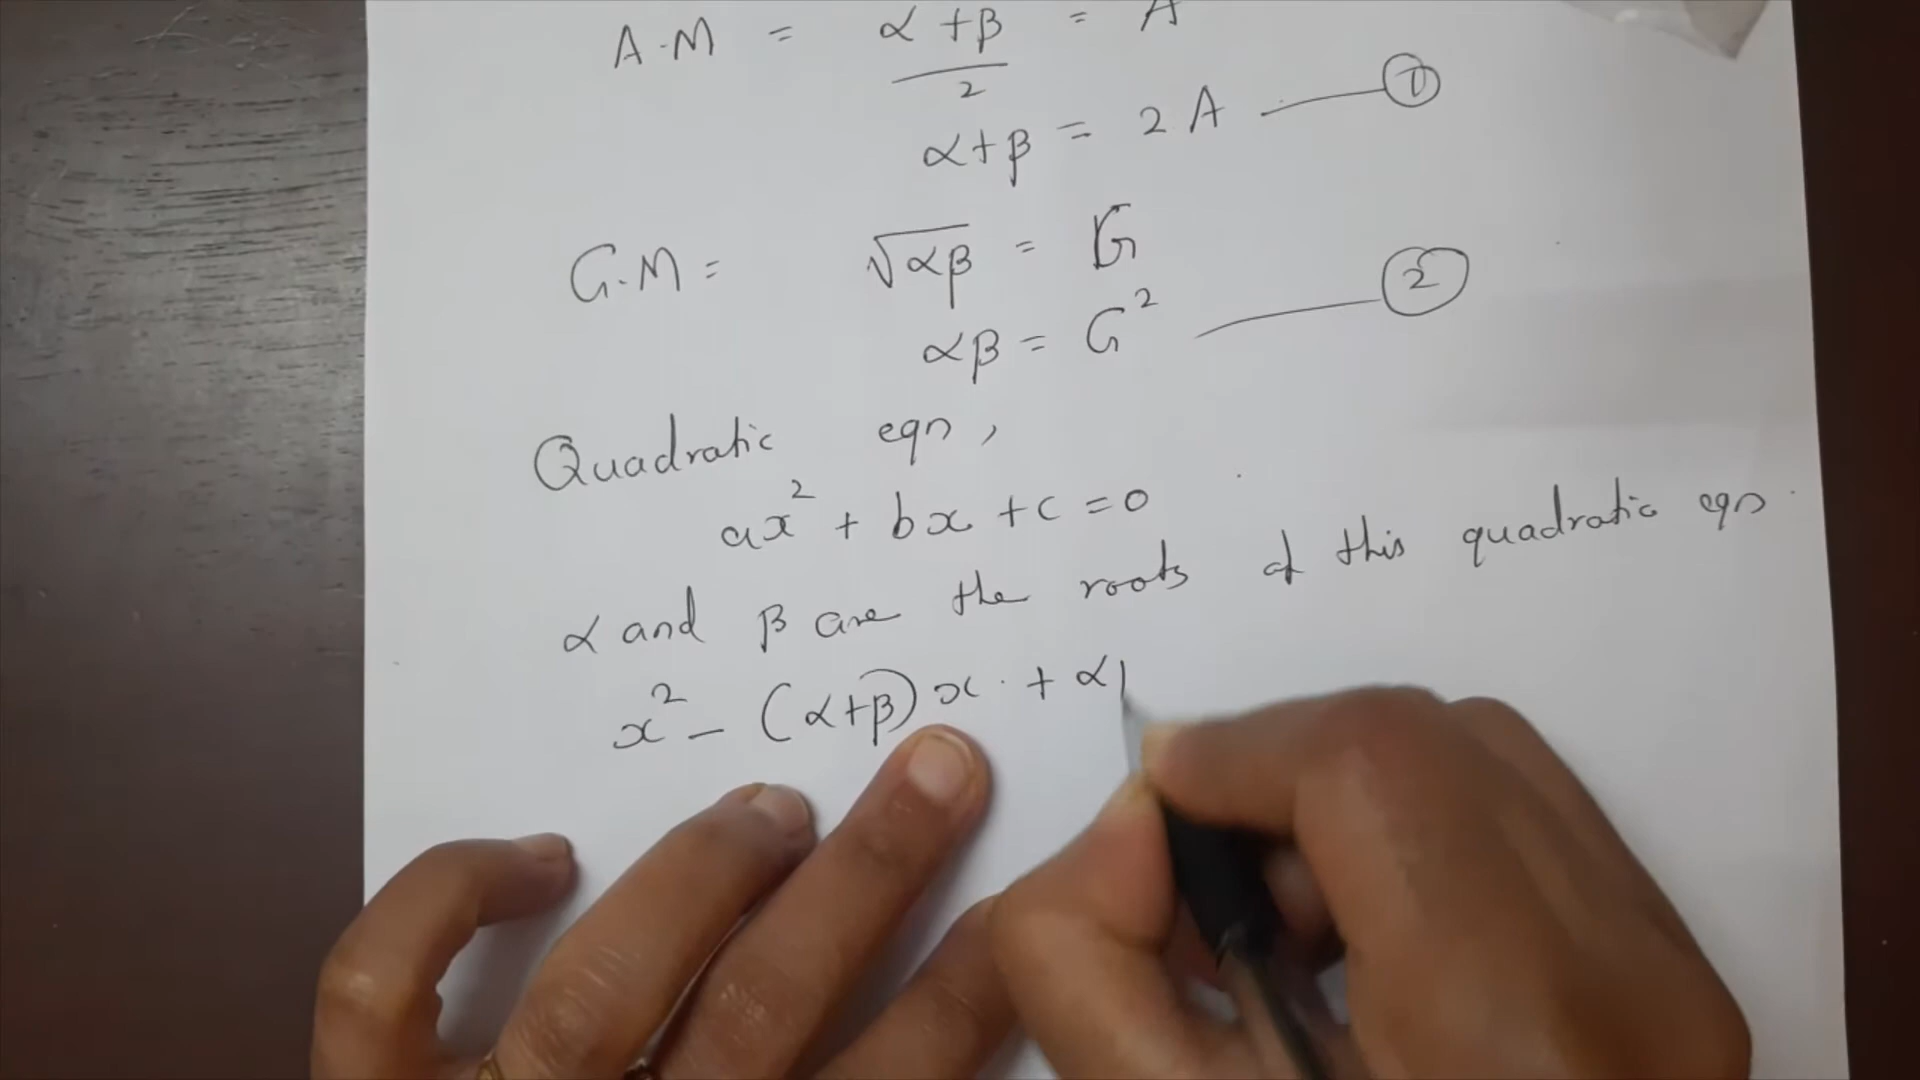 A.M = α+β/2 = A
α+β = 2A —— ①
G.M = √αβ = G
αβ = G² —— ②
Quadratic eqn,
ax² + bx + c = 0
α and β are the roots of this quadratic eqn.
x² - (α+β)x + α